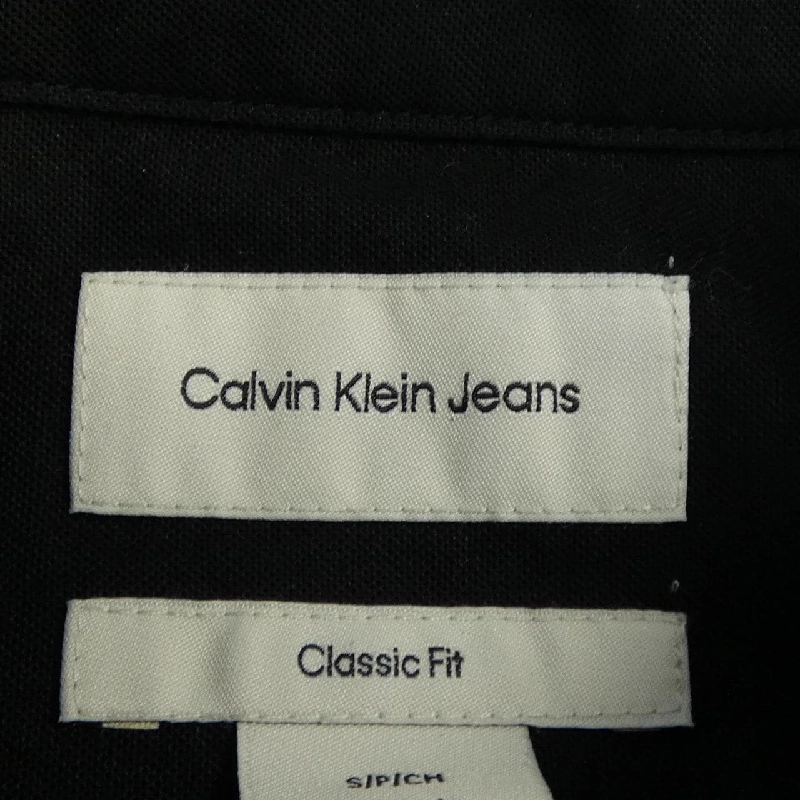 Calvin Klein Jeans
Classic Fit
S/P/CH